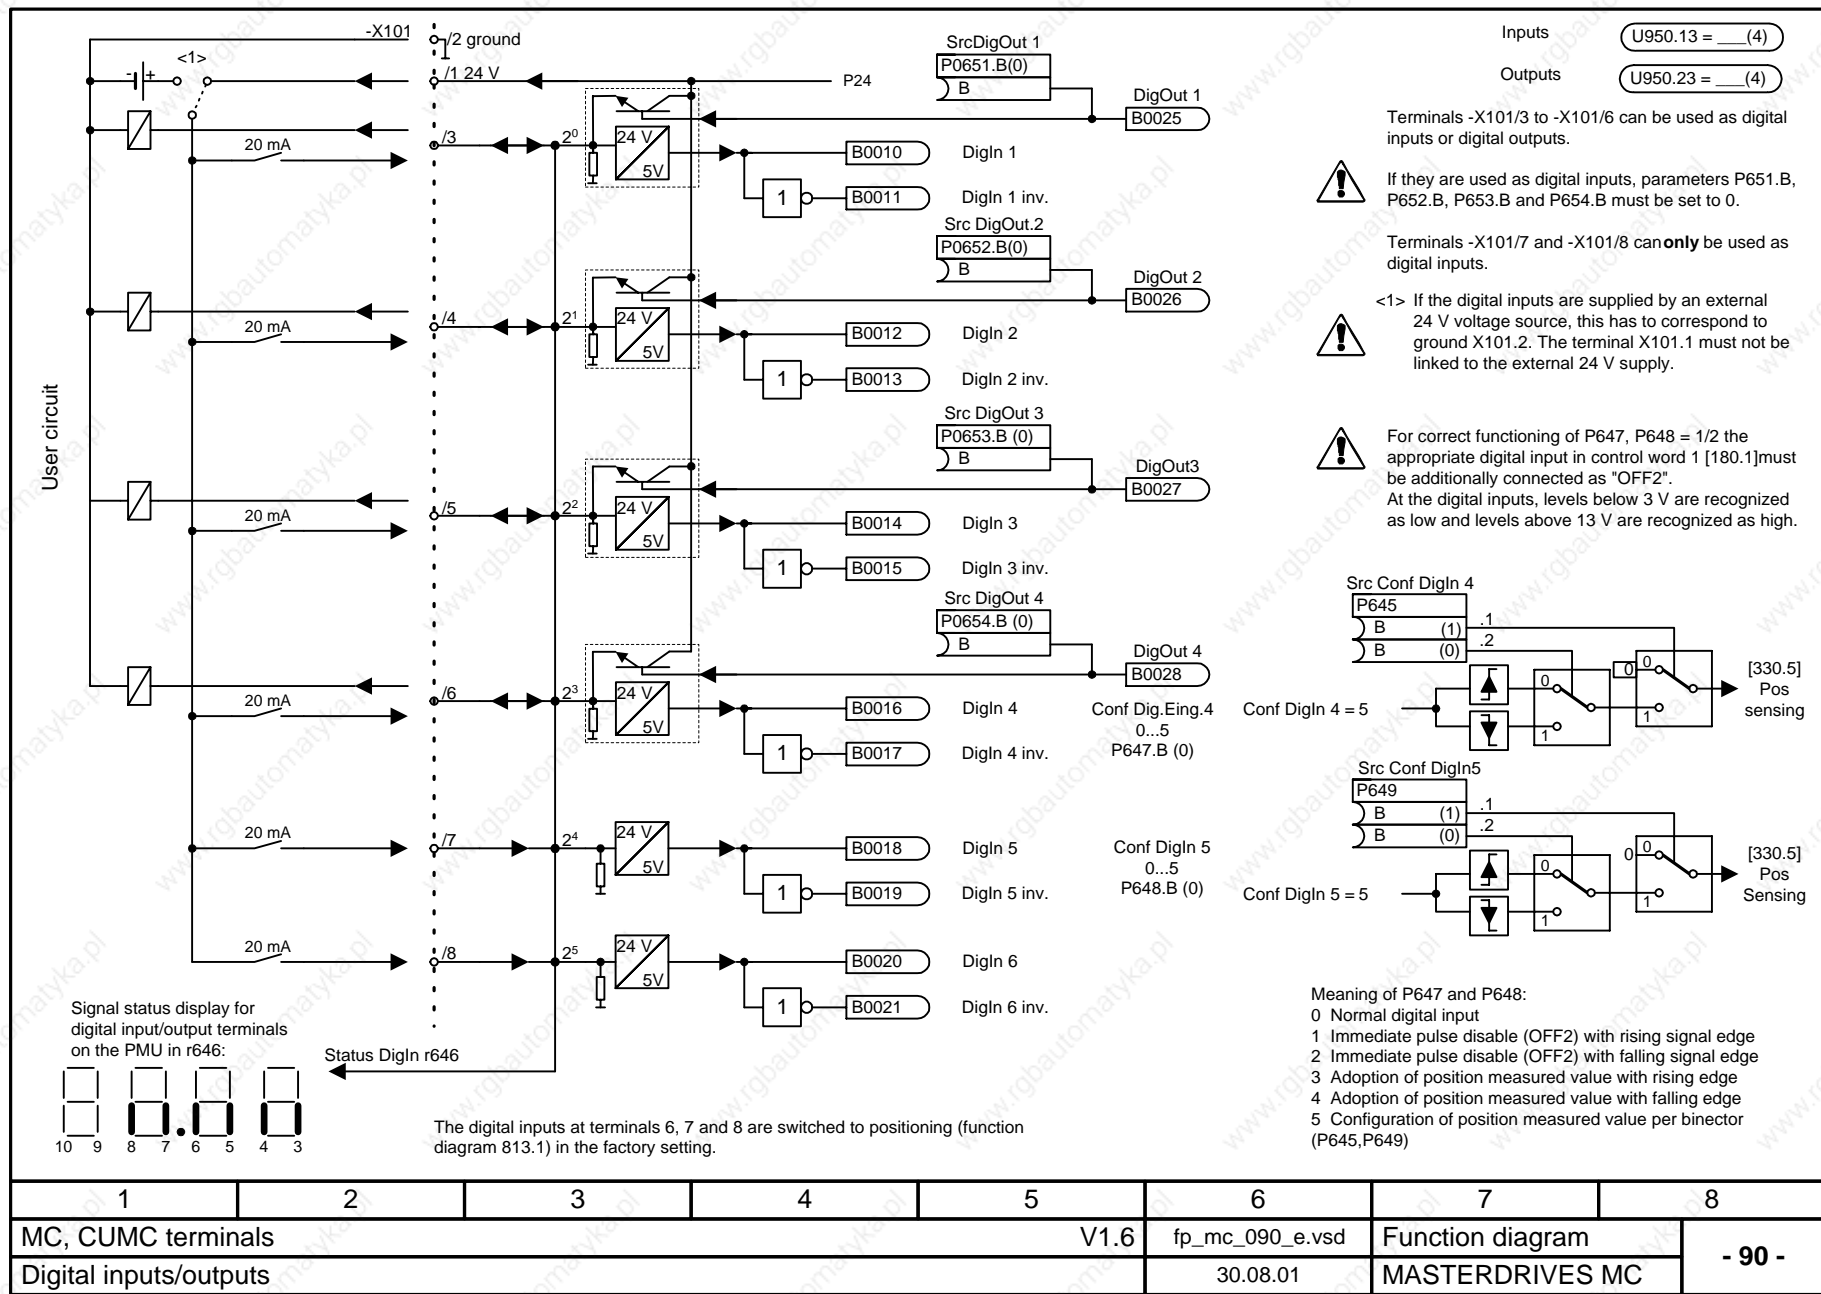 -X101
/2 ground
<1>
- +
/1 24 V
P24
SrcDigOut 1
P0651.B(0)
B
DigOut 1
B0025
20 mA
/3
2⁰
24 V
5V
B0010
DigIn 1
1
B0011
DigIn 1 inv.
Src DigOut.2
P0652.B(0)
B
DigOut 2
B0026
20 mA
/4
2¹
24 V
5V
B0012
DigIn 2
1
B0013
DigIn 2 inv.
User circuit
Src DigOut 3
P0653.B (0)
B
DigOut3
B0027
20 mA
/5
2²
24 V
5V
B0014
DigIn 3
1
B0015
DigIn 3 inv.
Src DigOut 4
P0654.B (0)
B
DigOut 4
B0028
20 mA
/6
2³
24 V
5V
B0016
DigIn 4
1
B0017
DigIn 4 inv.
Conf Dig.Eing.4
0...5
P647.B (0)
20 mA
/7
2⁴
24 V
5V
B0018
DigIn 5
1
B0019
DigIn 5 inv.
Conf DigIn 5
0...5
P648.B (0)
20 mA
/8
2⁵
24 V
5V
B0020
DigIn 6
1
B0021
DigIn 6 inv.
Inputs
U950.13 = ___(4)
Outputs
U950.23 = ___(4)
Terminals -X101/3 to -X101/6 can be used as digital
inputs or digital outputs.
If they are used as digital inputs, parameters P651.B,
P652.B, P653.B and P654.B must be set to 0.
Terminals -X101/7 and -X101/8 can only be used as
digital inputs.
<1> If the digital inputs are supplied by an external
24 V voltage source, this has to correspond to
ground X101.2. The terminal X101.1 must not be
linked to the external 24 V supply.
For correct functioning of P647, P648 = 1/2 the
appropriate digital input in control word 1 [180.1]must
be additionally connected as "OFF2".
At the digital inputs, levels below 3 V are recognized
as low and levels above 13 V are recognized as high.
Src Conf DigIn 4
P645
B (1) .1
B (0) .2
Conf DigIn 4 = 5
0
1
0 0
1
[330.5]
Pos
sensing
Src Conf DigIn5
P649
B (1) .1
B (0) .2
Conf DigIn 5 = 5
0
1
0 0
1
[330.5]
Pos
Sensing
Meaning of P647 and P648:
0 Normal digital input
1 Immediate pulse disable (OFF2) with rising signal edge
2 Immediate pulse disable (OFF2) with falling signal edge
3 Adoption of position measured value with rising edge
4 Adoption of position measured value with falling edge
5 Configuration of position measured value per binector
(P645,P649)
Signal status display for
digital input/output terminals
on the PMU in r646:
10 9 8 7 6 5 4 3
Status DigIn r646
The digital inputs at terminals 6, 7 and 8 are switched to positioning (function
diagram 813.1) in the factory setting.
1 2 3 4 5 6 7 8
MC, CUMC terminals V1.6 fp_mc_090_e.vsd Function diagram
- 90 -
Digital inputs/outputs 30.08.01 MASTERDRIVES MC
www.rgbautomatyka.pl